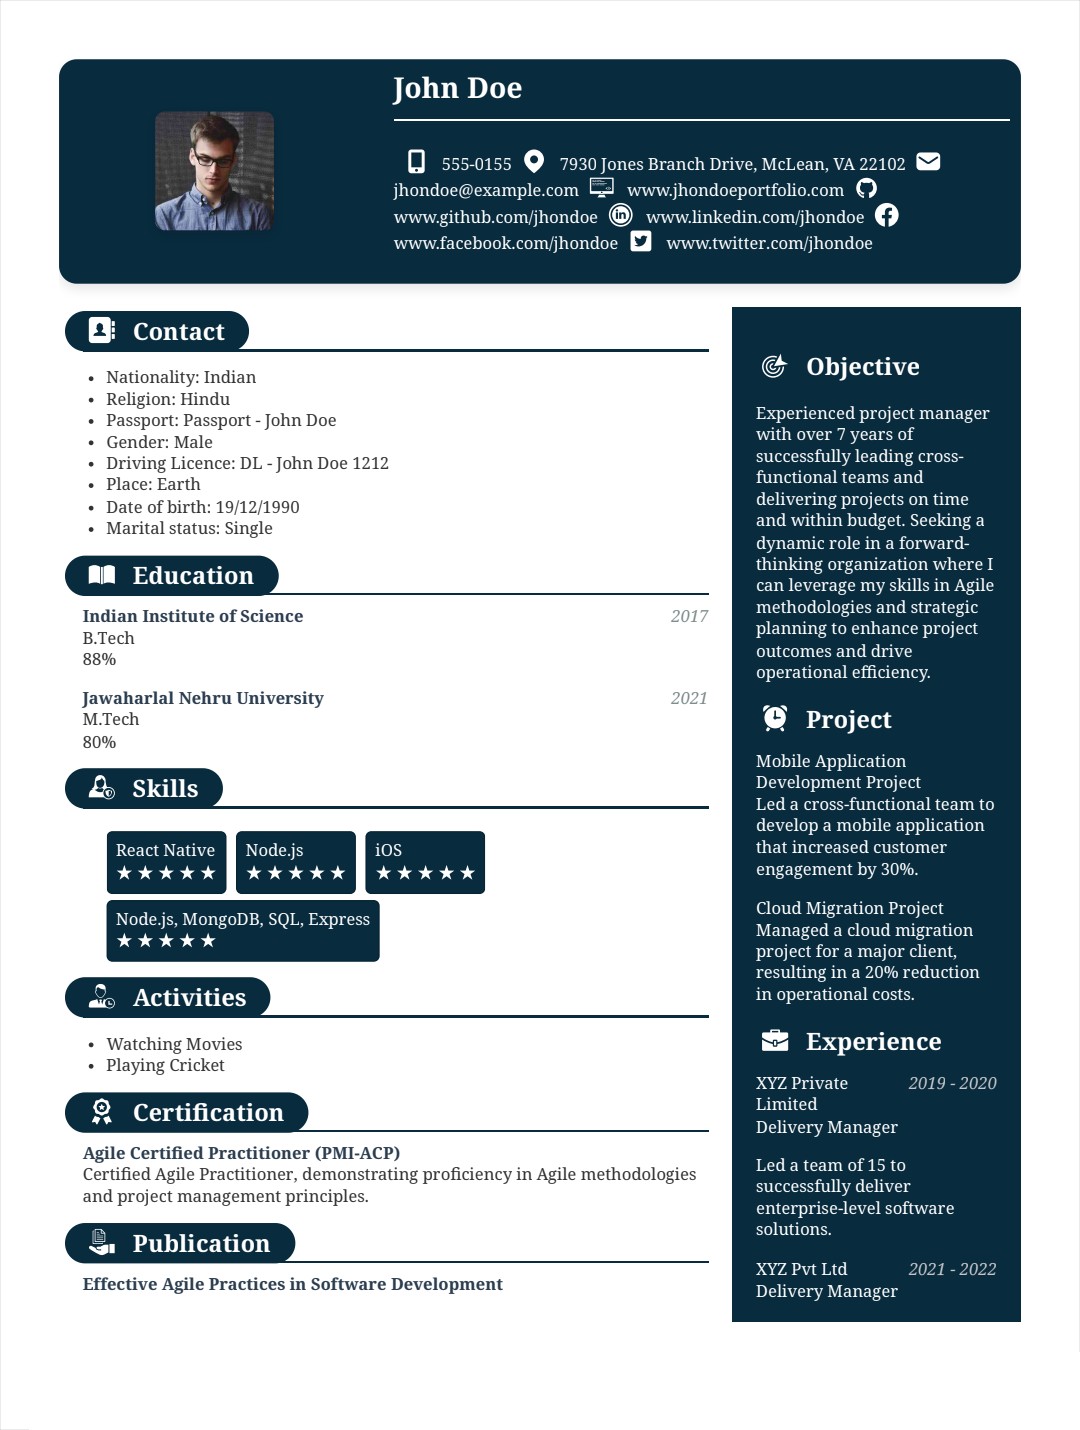 John Doe
555-0155 7930 Jones Branch Drive, McLean, VA 22102
jhondoe@example.com www.jhondoeportfolio.com
www.github.com/jhondoe www.linkedin.com/jhondoe
www.facebook.com/jhondoe www.twitter.com/jhondoe
Contact
• Nationality: Indian
• Religion: Hindu
• Passport: Passport - John Doe
• Gender: Male
• Driving Licence: DL - John Doe 1212
• Place: Earth
• Date of birth: 19/12/1990
• Marital status: Single
Education
Indian Institute of Science 2017
B.Tech
88%
Jawaharlal Nehru University 2021
M.Tech
80%
Skills
React Native Node.js iOS
★ ★ ★ ★ ★ ★ ★ ★ ★ ★ ★ ★ ★ ★ ★
Node.js, MongoDB, SQL, Express
★ ★ ★ ★ ★
Activities
• Watching Movies
• Playing Cricket
Certification
Agile Certified Practitioner (PMI-ACP)
Certified Agile Practitioner, demonstrating proficiency in Agile methodologies
and project management principles.
Publication
Effective Agile Practices in Software Development
Objective
Experienced project manager
with over 7 years of
successfully leading cross-
functional teams and
delivering projects on time
and within budget. Seeking a
dynamic role in a forward-
thinking organization where I
can leverage my skills in Agile
methodologies and strategic
planning to enhance project
outcomes and drive
operational efficiency.
Project
Mobile Application
Development Project
Led a cross-functional team to
develop a mobile application
that increased customer
engagement by 30%.
Cloud Migration Project
Managed a cloud migration
project for a major client,
resulting in a 20% reduction
in operational costs.
Experience
XYZ Private 2019 - 2020
Limited
Delivery Manager
Led a team of 15 to
successfully deliver
enterprise-level software
solutions.
XYZ Pvt Ltd 2021 - 2022
Delivery Manager